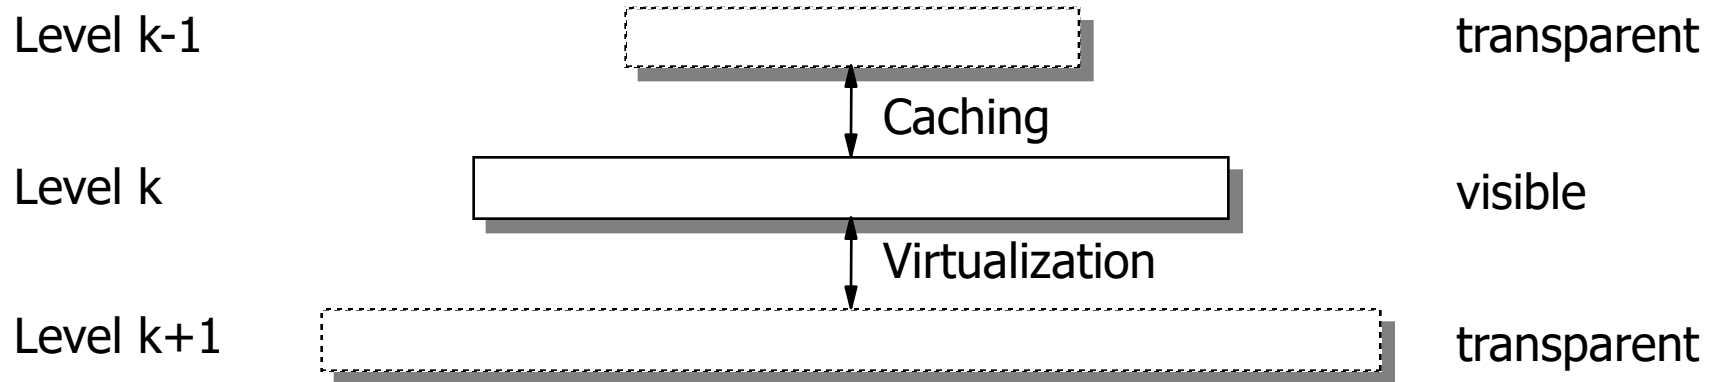 Level k-1
transparent
Caching
Level k
visible
Virtualization
Level k+1
transparent